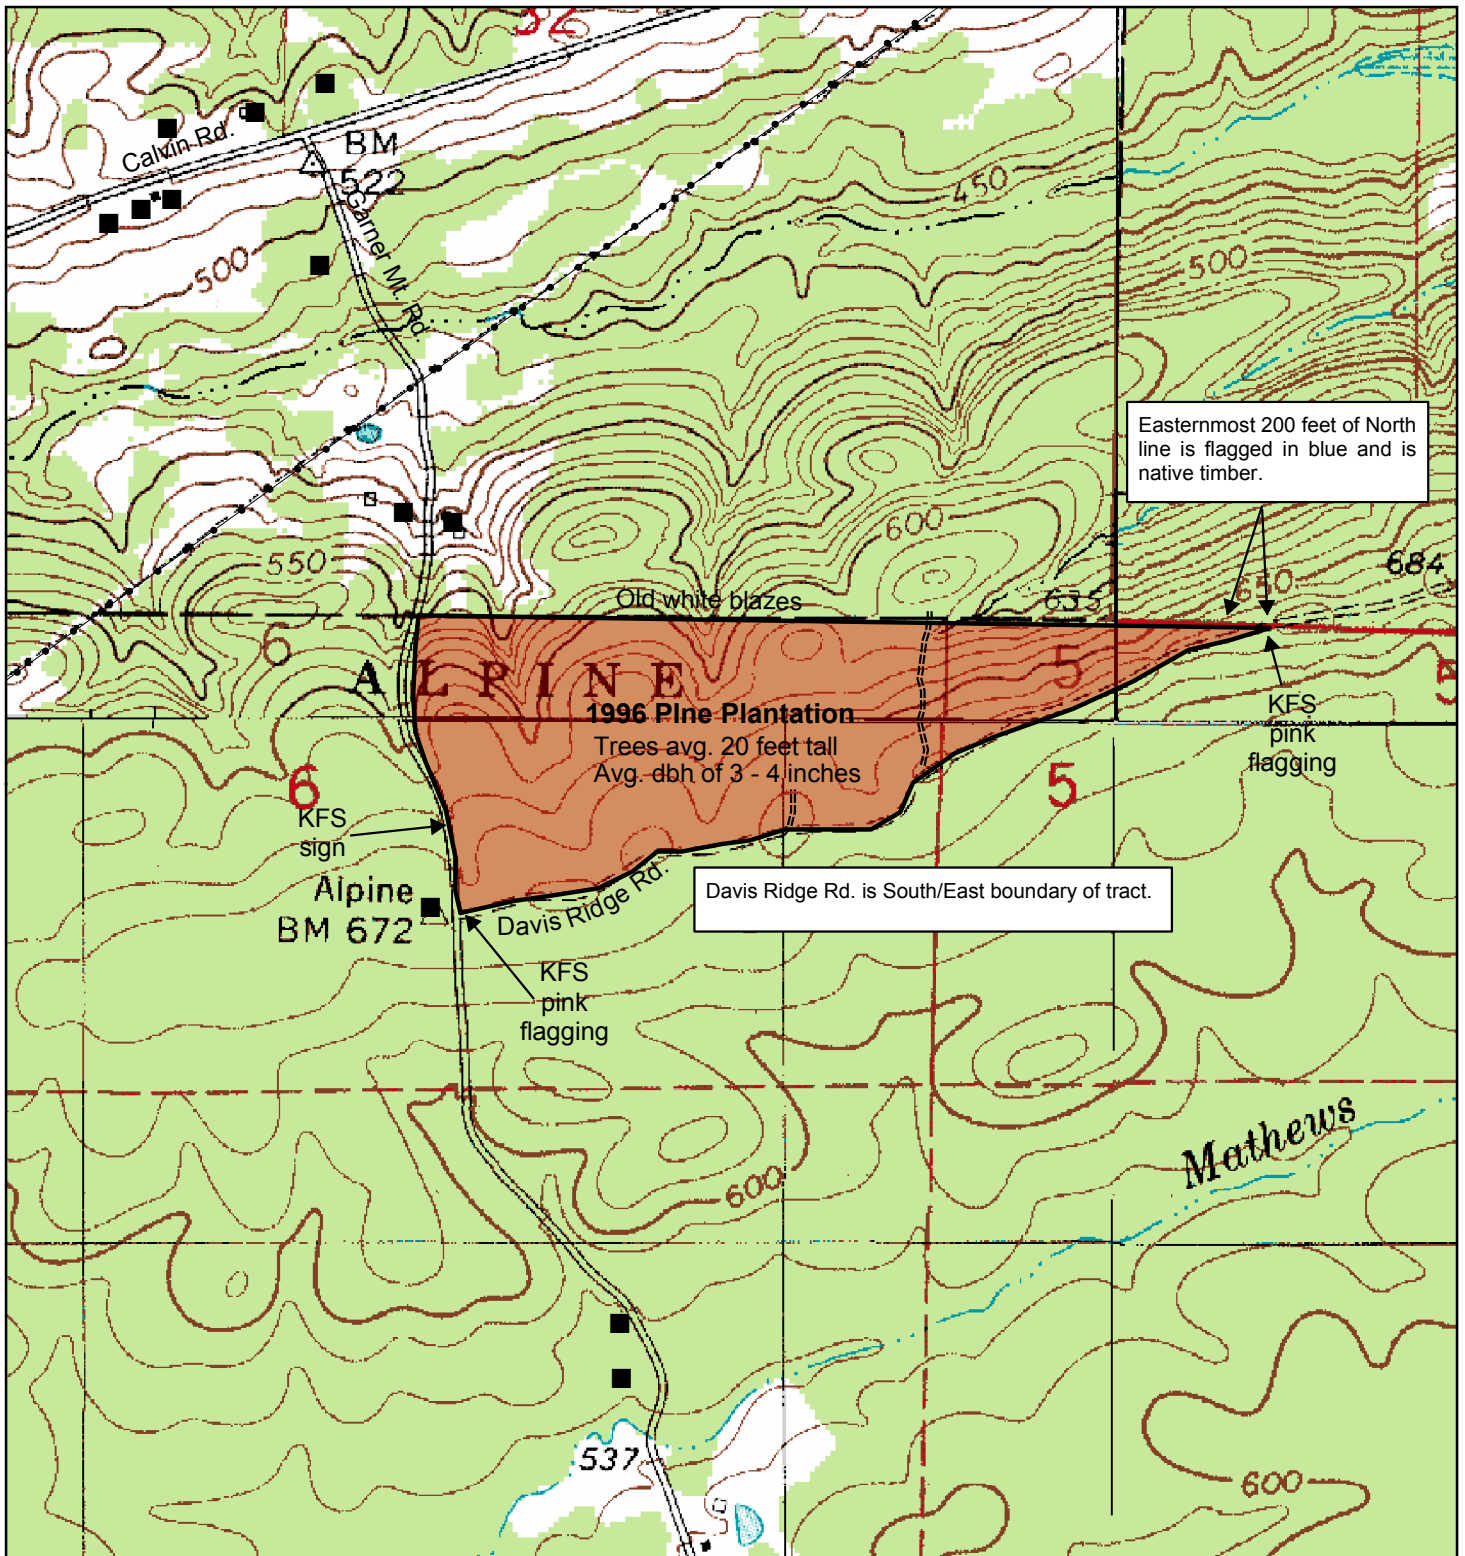 32
Calvin Rd.
BM
522
Garner Mt. Rd.
450
500
500
Easternmost 200 feet of North
line is flagged in blue and is
native timber.
600
550
684
650
635
Old white blazes
6
5
5
ALPINE
1996 PIne Plantation
Trees avg. 20 feet tall
Avg. dbh of 3 - 4 inches
KFS
pink
flagging
6
5
KFS
sign
Alpine
BM 672
Davis Ridge Rd.
Davis Ridge Rd. is South/East boundary of tract.
KFS
pink
flagging
Mathews
600
537
600